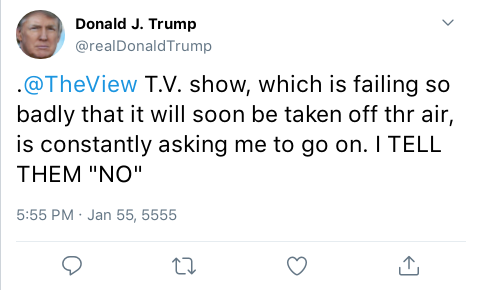 Donald J. Trump
@realDonaldTrump
.@TheView T.V. show, which is failing so
badly that it will soon be taken off thr air,
is constantly asking me to go on. I TELL
THEM "NO"
5:55 PM · Jan 55, 5555